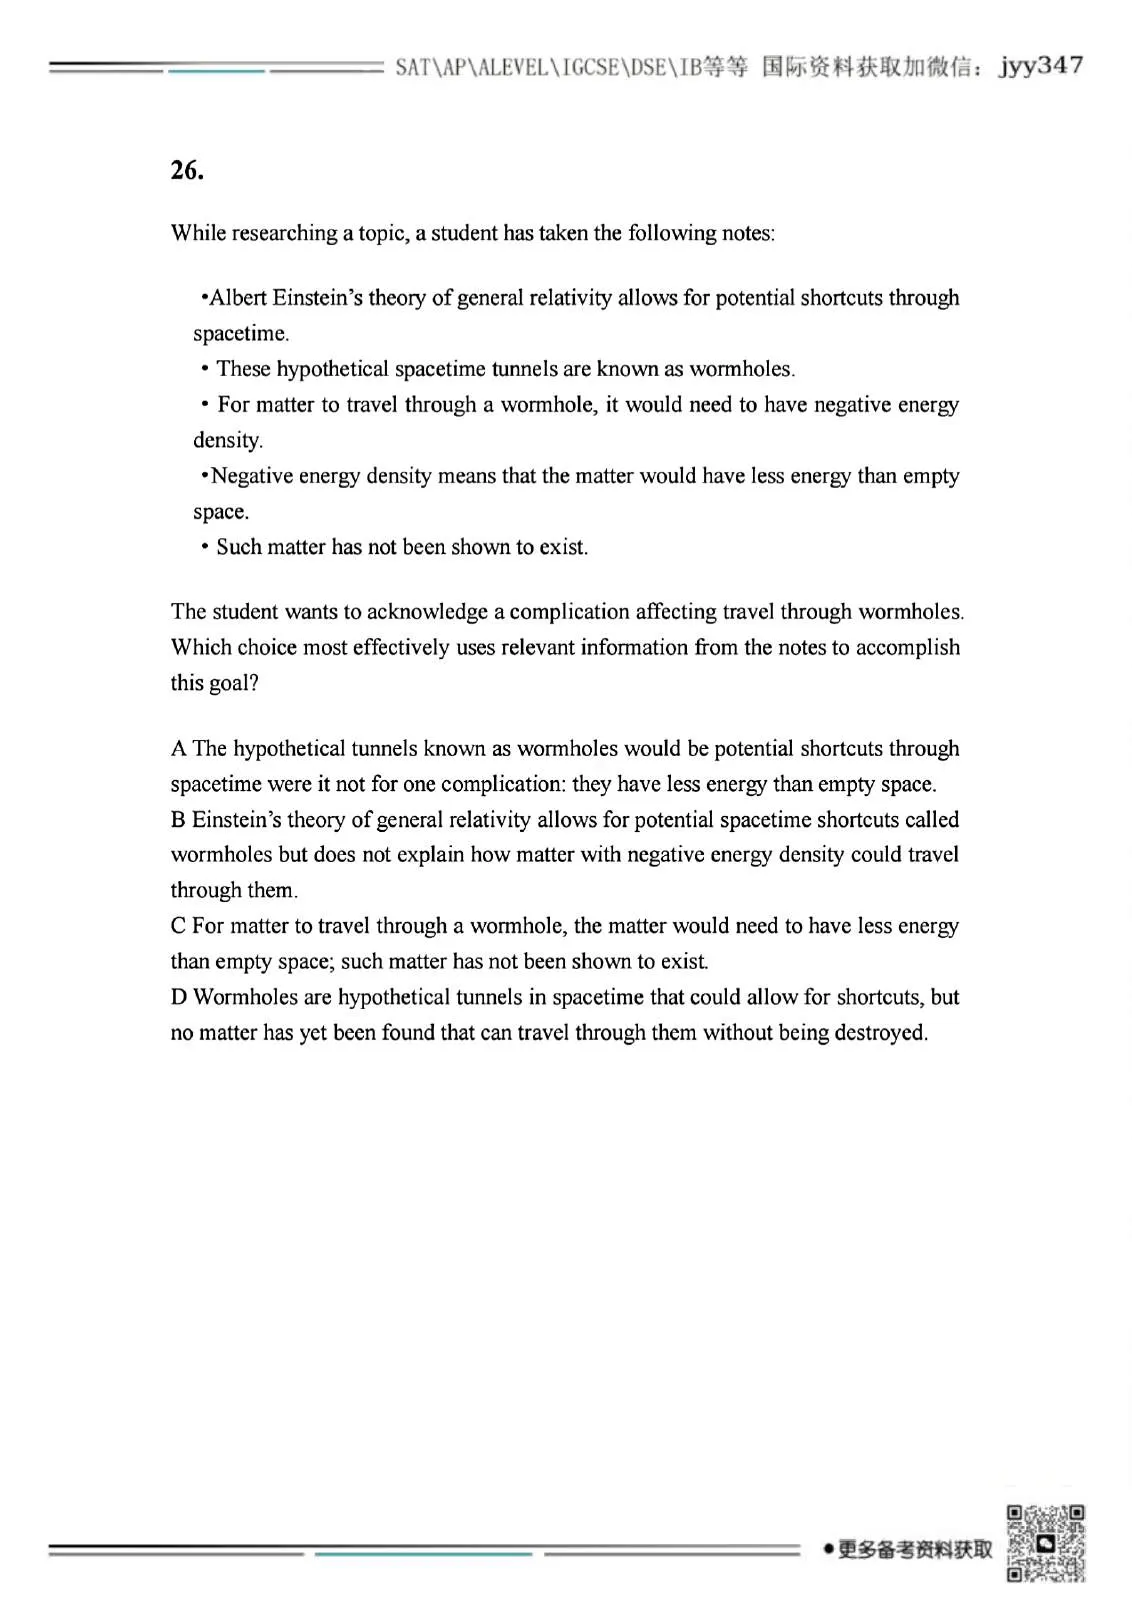 SAT\AP\ALEVEL\IGCSE\DSE\IB等等 国际资料获取加微信：jyy347
26.
While researching a topic, a student has taken the following notes:
•Albert Einstein’s theory of general relativity allows for potential shortcuts through
spacetime.
• These hypothetical spacetime tunnels are known as wormholes.
• For matter to travel through a wormhole, it would need to have negative energy
density.
•Negative energy density means that the matter would have less energy than empty
space.
• Such matter has not been shown to exist.
The student wants to acknowledge a complication affecting travel through wormholes.
Which choice most effectively uses relevant information from the notes to accomplish
this goal?
A The hypothetical tunnels known as wormholes would be potential shortcuts through
spacetime were it not for one complication: they have less energy than empty space.
B Einstein’s theory of general relativity allows for potential spacetime shortcuts called
wormholes but does not explain how matter with negative energy density could travel
through them.
C For matter to travel through a wormhole, the matter would need to have less energy
than empty space; such matter has not been shown to exist.
D Wormholes are hypothetical tunnels in spacetime that could allow for shortcuts, but
no matter has yet been found that can travel through them without being destroyed.
•更多备考资料获取